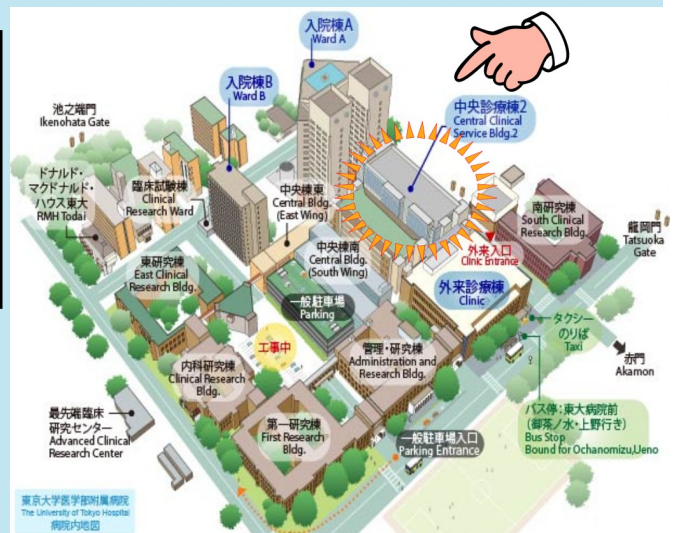 入院棟A
Ward A
入院棟B
Ward B
池之端門
Ikenohata Gate
中央診療棟2
Central Clinical
Service Bldg.2
ドナルド・
マクドナルド・
ハウス東大
RMH Todai
臨床試験棟
Clinical
Research Ward
中央棟東
Central Bldg.
(East Wing)
南研究棟
South Clinical
Research Bldg.
龍岡門
Tatsuoka
Gate
東研究棟
East Clinical
Research Bldg.
中央棟南
Central Bldg.
(South Wing)
外来入口
Clinic Entrance
外来診療棟
Clinic
一般駐車場
Parking
タクシー
のりば
Taxi
工事中
管理・研究棟
Administration and
Research Bldg.
赤門
Akamon
内科研究棟
Clinical Research
Bldg.
最先端臨床
研究センター
Advanced Clinical
Research Center
第一研究棟
First Research
Bldg.
一般駐車場入口
Parking Entrance
バス停:東大病院前
(御茶ノ水・上野行き)
Bus Stop
Bound for Ochanomizu,Ueno
東京大学医学部附属病院
The University of Tokyo Hospital
病院内地図